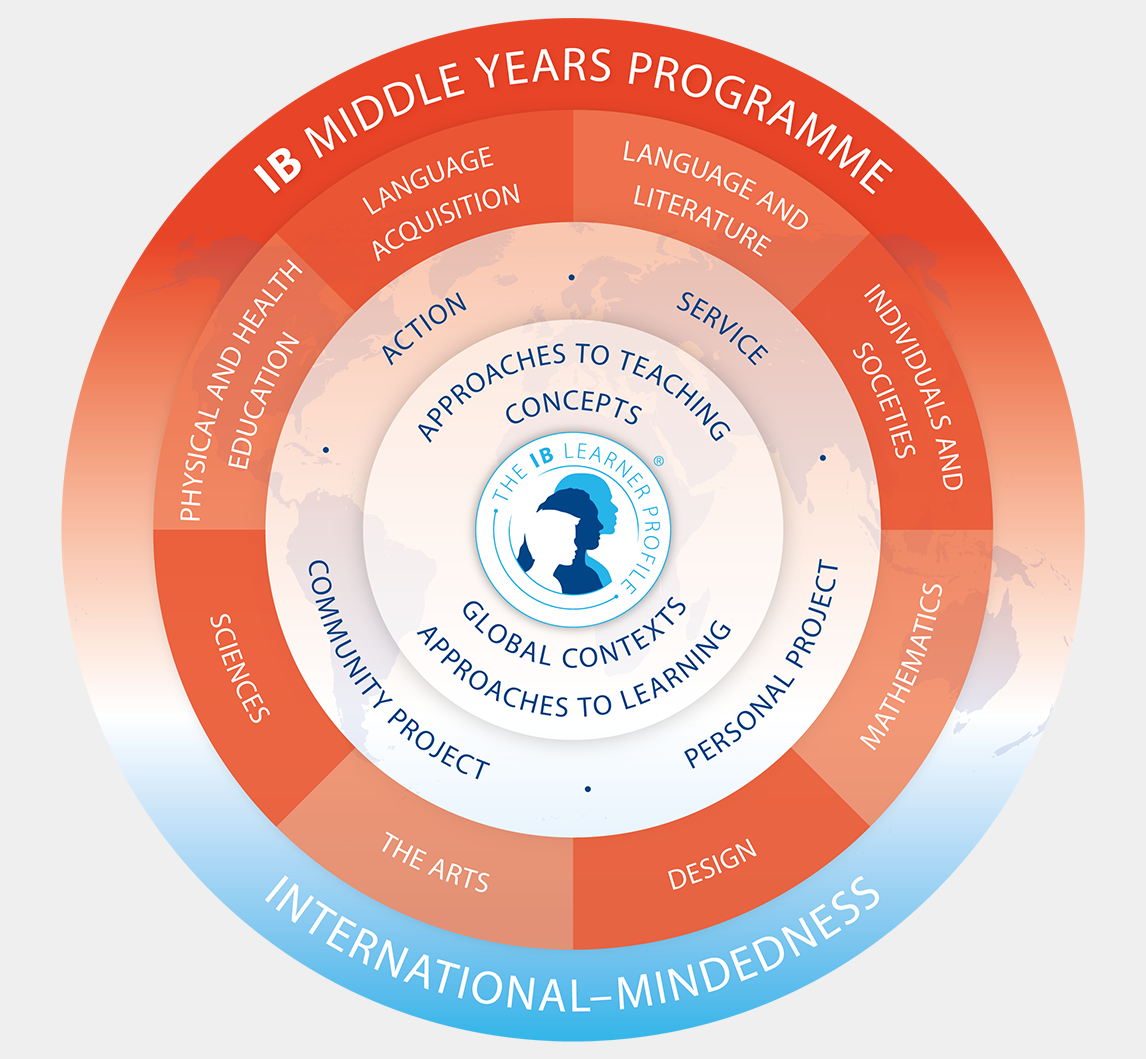 IB MIDDLE YEARS PROGRAMME
LANGUAGE
ACQUISITION
LANGUAGE AND
LITERATURE
INDIVIDUALS AND
SOCIETIES
MATHEMATICS
DESIGN
THE ARTS
SCIENCES
PHYSICAL AND HEALTH
EDUCATION
ACTION
SERVICE
PERSONAL PROJECT
COMMUNITY PROJECT
APPROACHES TO TEACHING
CONCEPTS
THE IB LEARNER PROFILE
®
GLOBAL CONTEXTS
APPROACHES TO LEARNING
INTERNATIONAL–MINDEDNESS